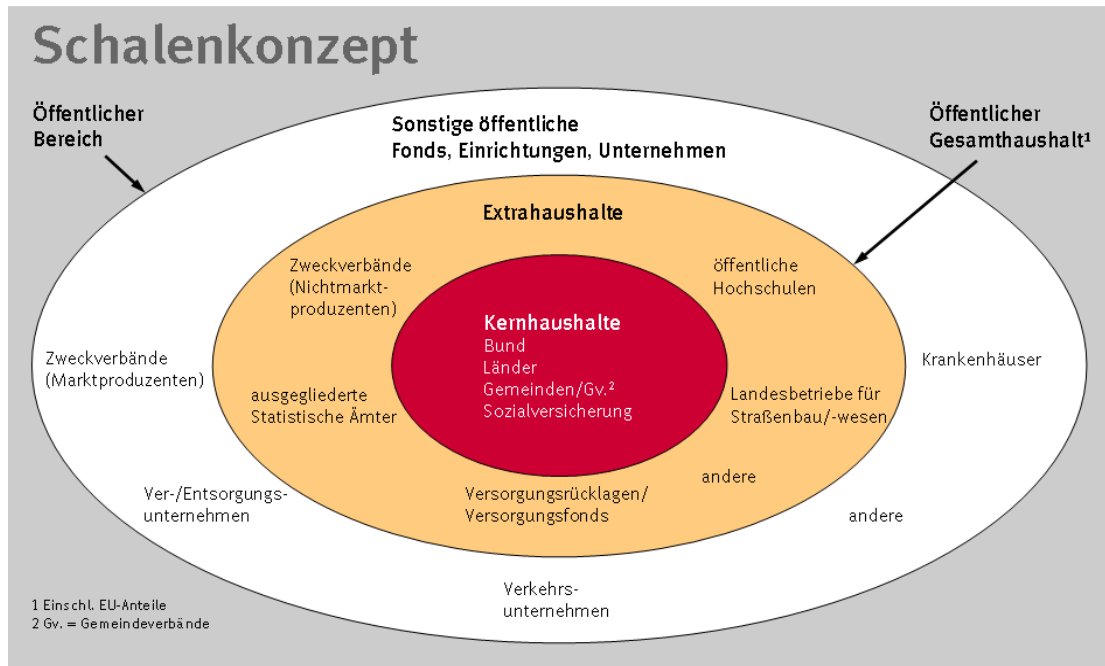 Schalenkonzept
Öffentlicher
Bereich
Sonstige öffentliche
Fonds, Einrichtungen, Unternehmen
Öffentlicher
Gesamthaushalt¹
Extrahaushalte
Zweckverbände
(Nichtmarkt-
produzenten)
öffentliche
Hochschulen
Kernhaushalte
Bund
Länder
Gemeinden/Gv.²
Sozialversicherung
Zweckverbände
(Marktproduzenten)
Krankenhäuser
ausgegliederte
Statistische Ämter
Landesbetriebe für
Straßenbau/-wesen
andere
Ver-/Entsorgungs-
unternehmen
Versorgungsrücklagen/
Versorgungsfonds
andere
Verkehrs-
unternehmen
1 Einschl. EU-Anteile
2 Gv. = Gemeindeverbände